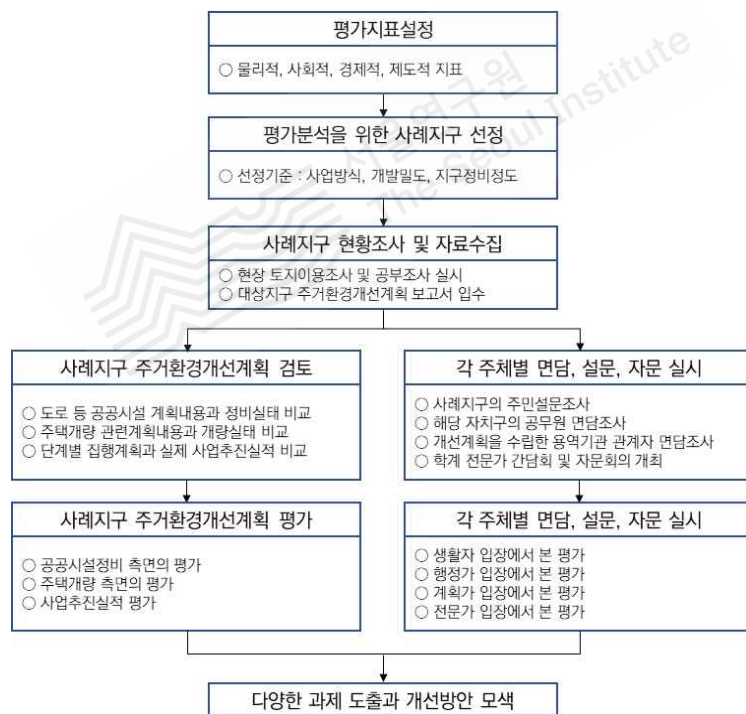 평가지표설정
○ 물리적, 사회적, 경제적, 제도적 지표
평가분석을 위한 사례지구 선정
○ 선정기준 : 사업방식, 개발밀도, 지구정비정도
사례지구 현황조사 및 자료수집
○ 현장 토지이용조사 및 공부조사 실시
○ 대상지구 주거환경개선계획 보고서 입수
사례지구 주거환경개선계획 검토
○ 도로 등 공공시설 계획내용과 정비실태 비교
○ 주택개량 관련계획내용과 개량실태 비교
○ 단계별 집행계획과 실제 사업추진실적 비교
각 주체별 면담, 설문, 자문 실시
○ 사례지구의 주민설문조사
○ 해당 자치구의 공무원 면담조사
○ 개선계획을 수립한 용역기관 관계자 면담조사
○ 학계 전문가 간담회 및 자문회의 개최
사례지구 주거환경개선계획 평가
○ 공공시설정비 측면의 평가
○ 주택개량 측면의 평가
○ 사업추진실적 평가
각 주체별 면담, 설문, 자문 실시
○ 생활자 입장에서 본 평가
○ 행정가 입장에서 본 평가
○ 계획가 입장에서 본 평가
○ 전문가 입장에서 본 평가
다양한 과제 도출과 개선방안 모색
서울연구원
The Seoul Institute